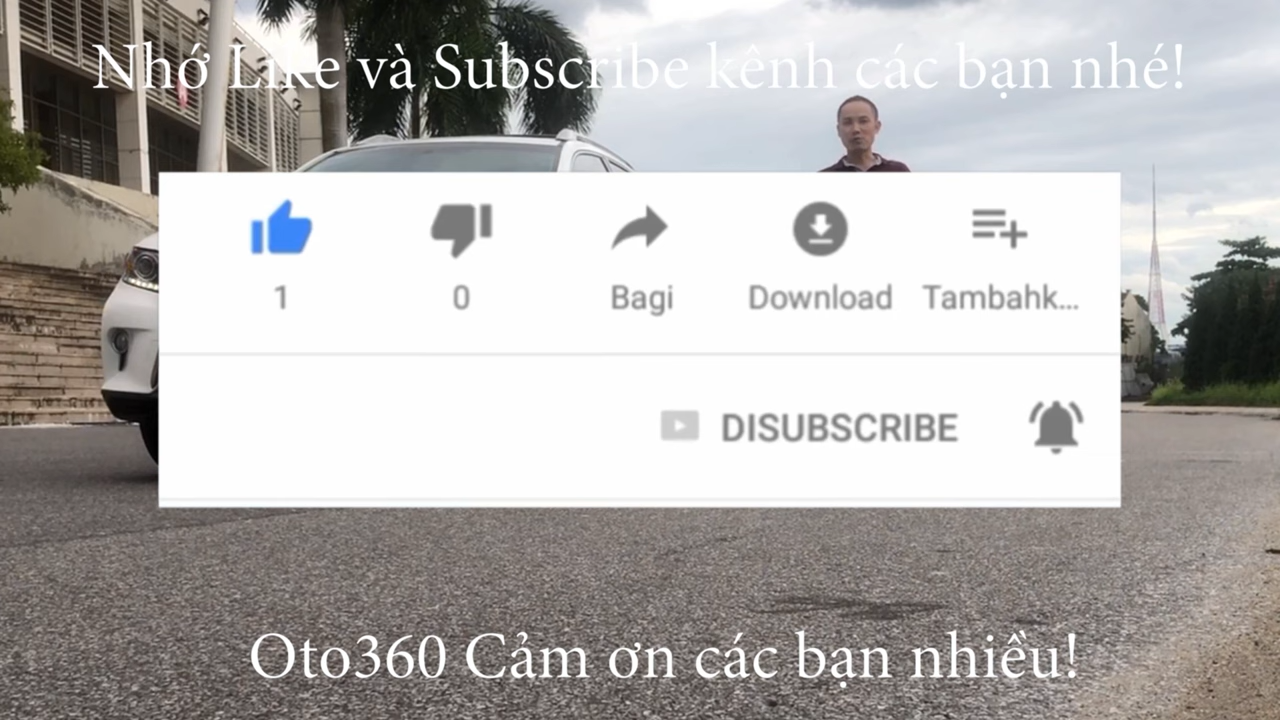 Nhớ Like và Subscribe kênh các bạn nhé!
1 0 Bagi Download Tambahk...
DISUBSCRIBE
Oto360 Cảm ơn các bạn nhiều!